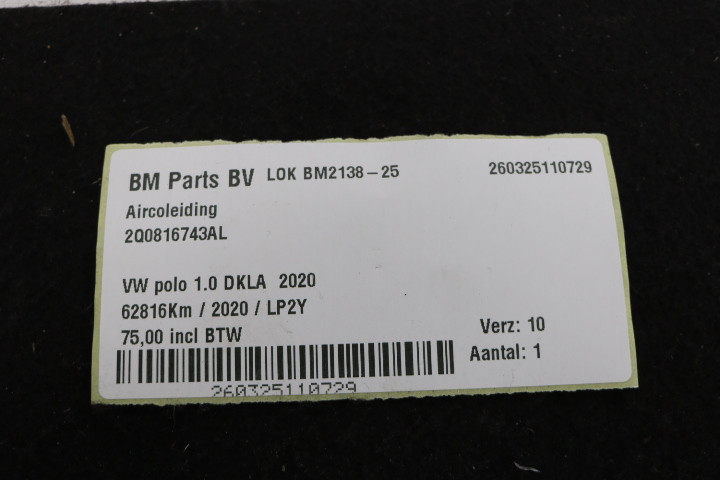 BM Parts BV LOK BM2138-25 260325110729
Aircoleiding
2Q0816743AL
VW polo 1.0 DKLA 2020
62816Km / 2020 / LP2Y
75,00 incl BTW
Verz: 10
Aantal: 1
260325110729